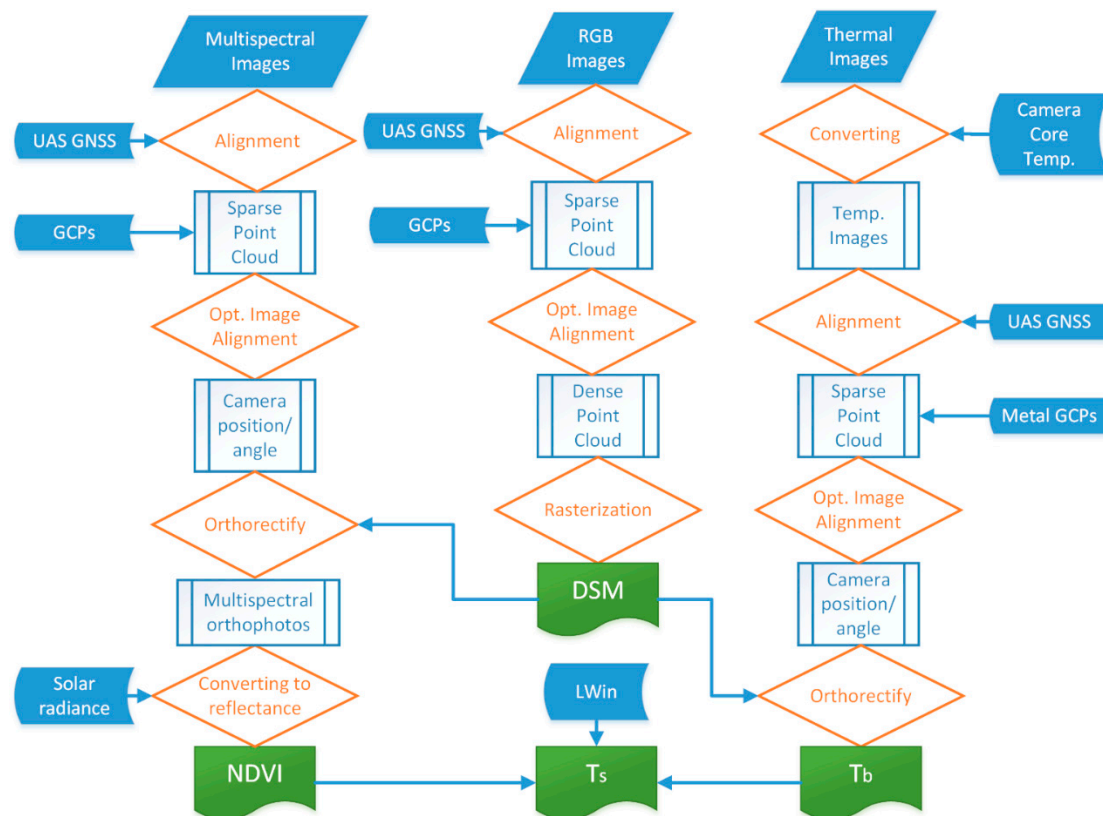 Multispectral
Images
RGB
Images
Thermal
Images
UAS GNSS
Alignment
UAS GNSS
Alignment
Converting
Camera
Core
Temp.
GCPs
Sparse
Point
Cloud
GCPs
Sparse
Point
Cloud
Temp.
Images
Opt. Image
Alignment
Opt. Image
Alignment
Alignment
UAS GNSS
Camera
position/
angle
Dense
Point
Cloud
Sparse
Point
Cloud
Metal GCPs
Orthorectify
Rasterization
Opt. Image
Alignment
Multispectral
orthophotos
DSM
Camera
position/
angle
Solar
radiance
Converting to
reflectance
LWin
Orthorectify
NDVI
Ts
Tb